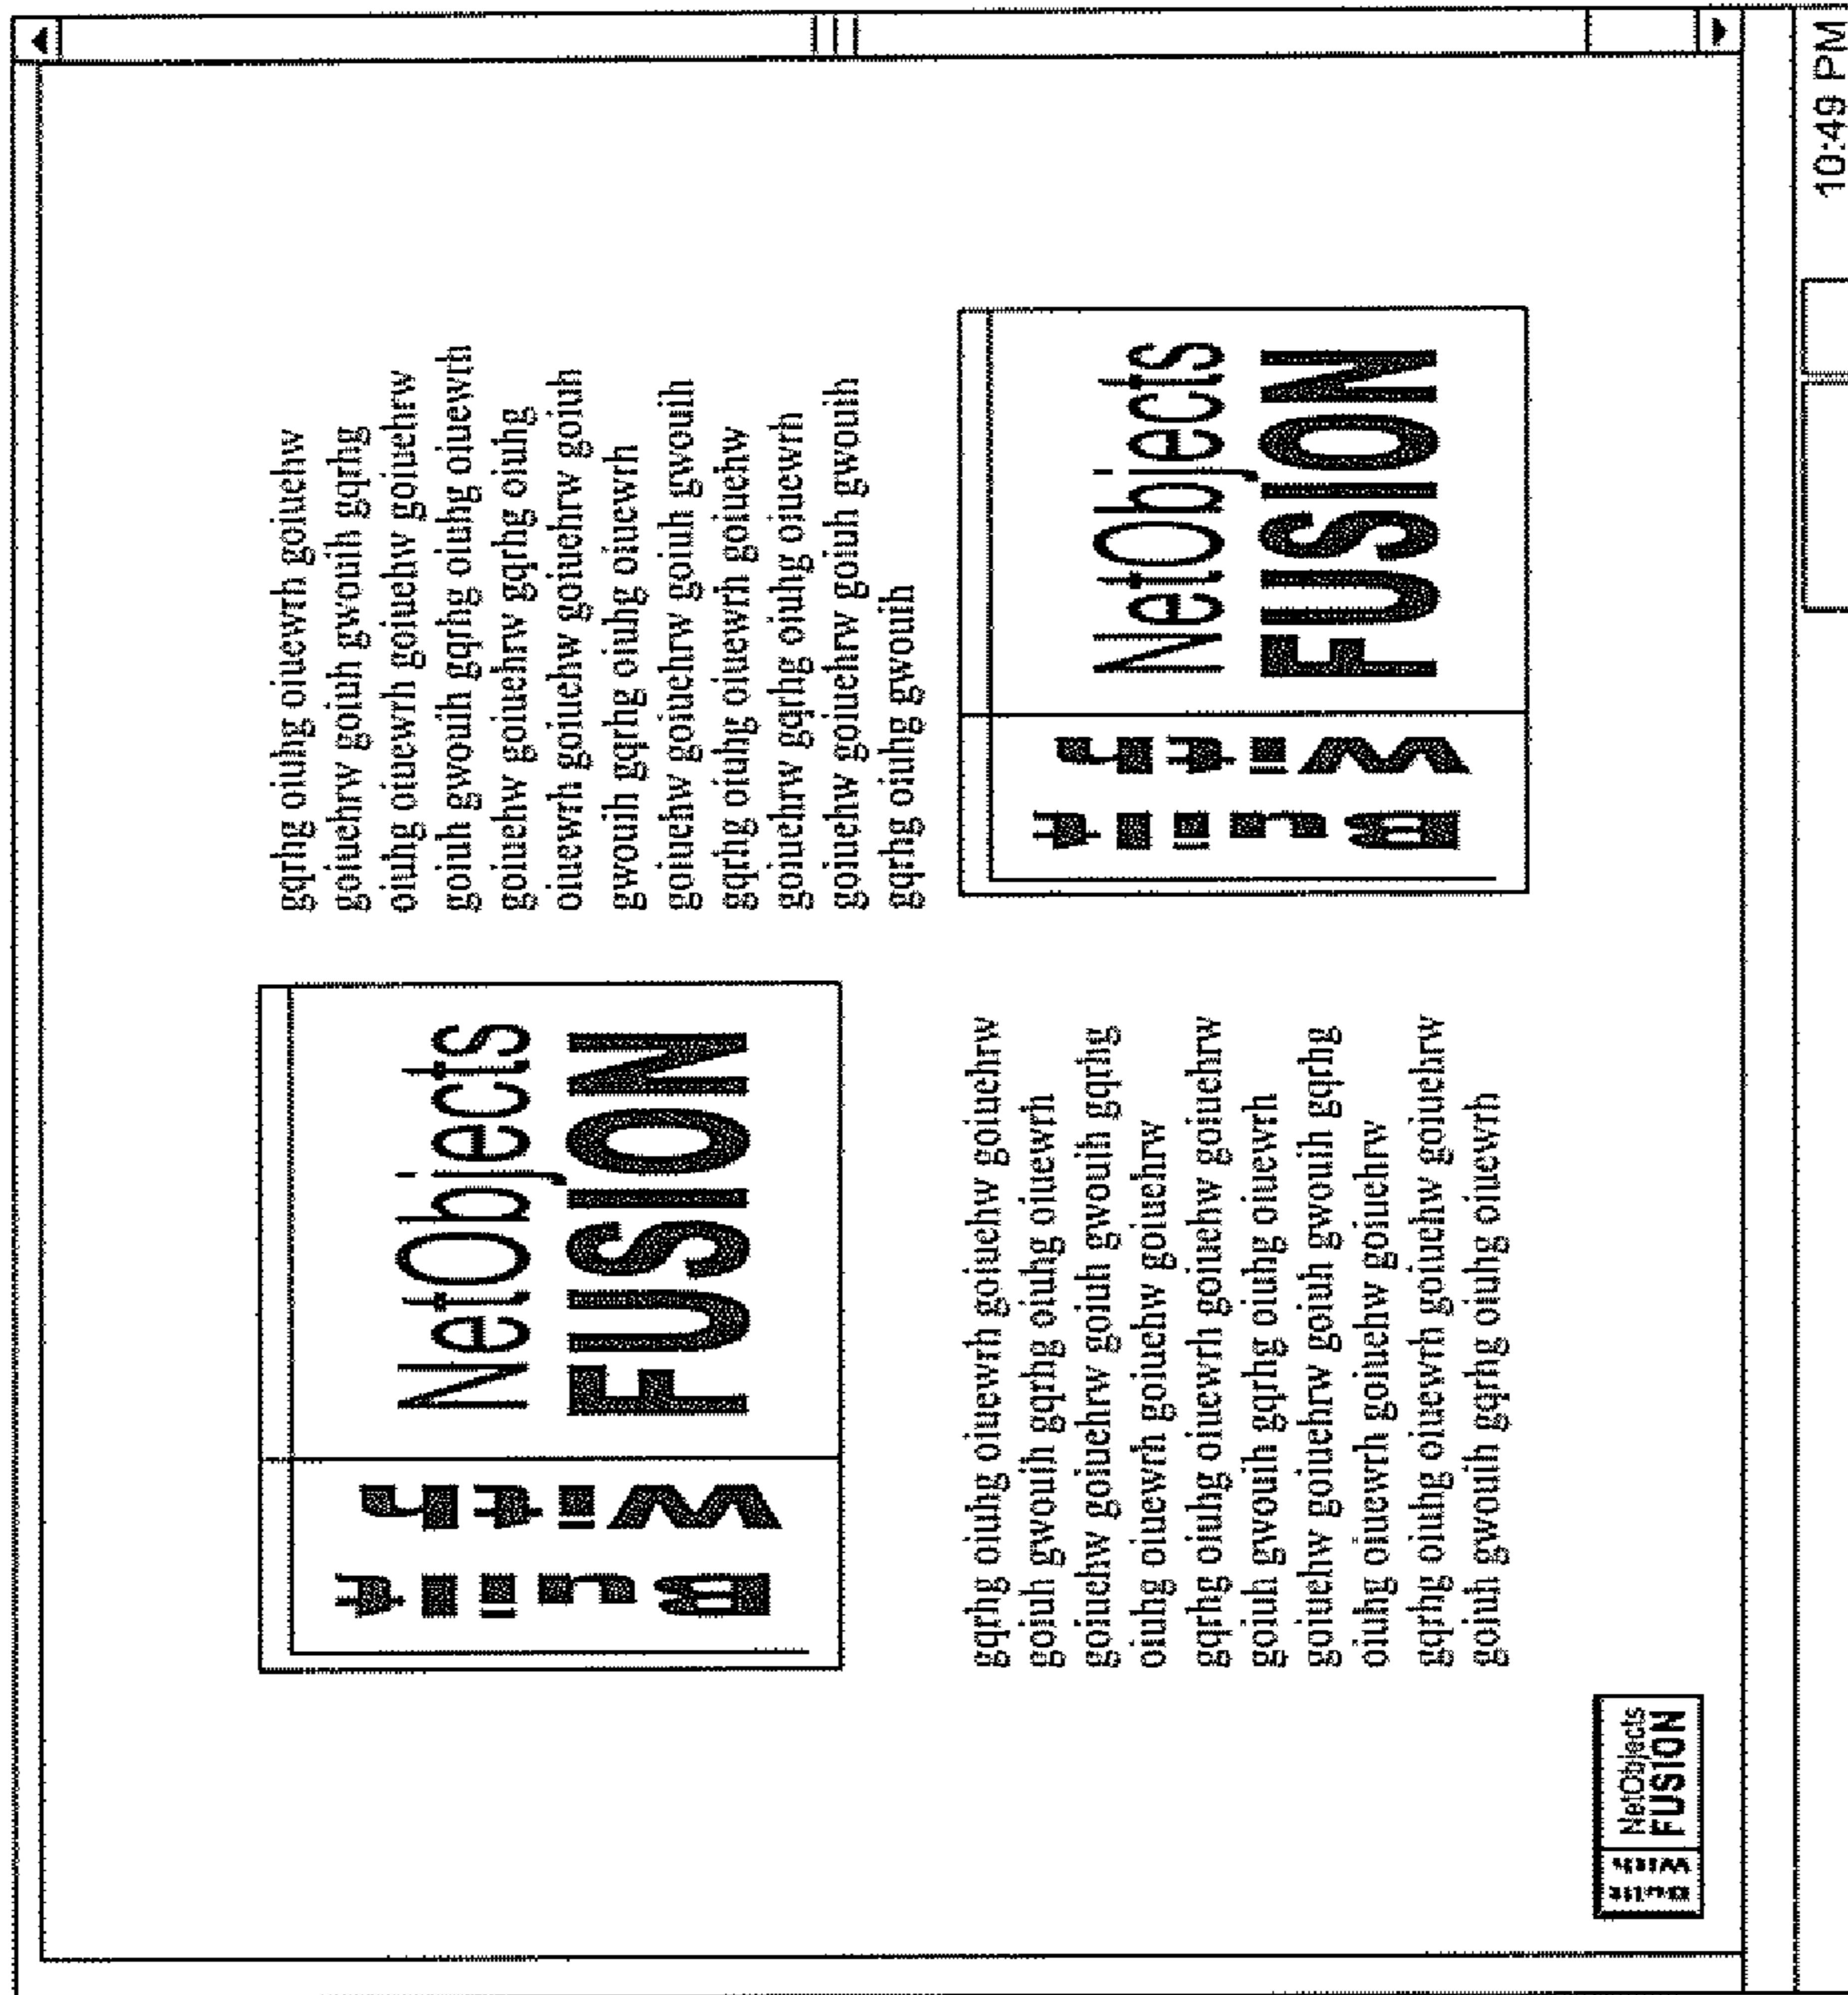 Built
With
NetObjects
FUSION
gqrhg oiuhg oiuewrh goiuehw goiuehrw
goiuh gwouih gqrhg oiuhg oiuewrh
goiuehw goiuehrw goiuh gwouih gqrhg
oiuhg oiuewrh goiuehw goiuehrw
gqrhg oiuhg oiuewrh goiuehw goiuehrw
goiuh gwouih gqrhg oiuhg oiuewrh
goiuehw goiuehrw goiuh gwouih gqrhg
oiuhg oiuewrh goiuehw goiuehrw
gqrhg oiuhg oiuewrh goiuehw goiuehrw
goiuh gwouih gqrhg oiuhg oiuewrh
gqrhg oiuhg oiuewrh goiuehw
goiuehrw goiuh gwouih gqrhg
oiuhg oiuewrh goiuehw goiuehrw
goiuh gwouih gqrhg oiuhg oiuewrh
goiuehw goiuehrw gqrhg oiuhg
oiuewrh goiuehw goiuehrw goiuh
gwouih gqrhg oiuhg oiuewrh
goiuehw goiuehrw goiuh gwouih
gqrhg oiuhg oiuewrh goiuehw
goiuehrw gqrhg oiuhg oiuewrh
goiuehw goiuehrw goiuh gwouih
gqrhg oiuhg gwouih
Built
With
NetObjects
FUSION
Built
With
NetObjects
FUSION
10:49 PM